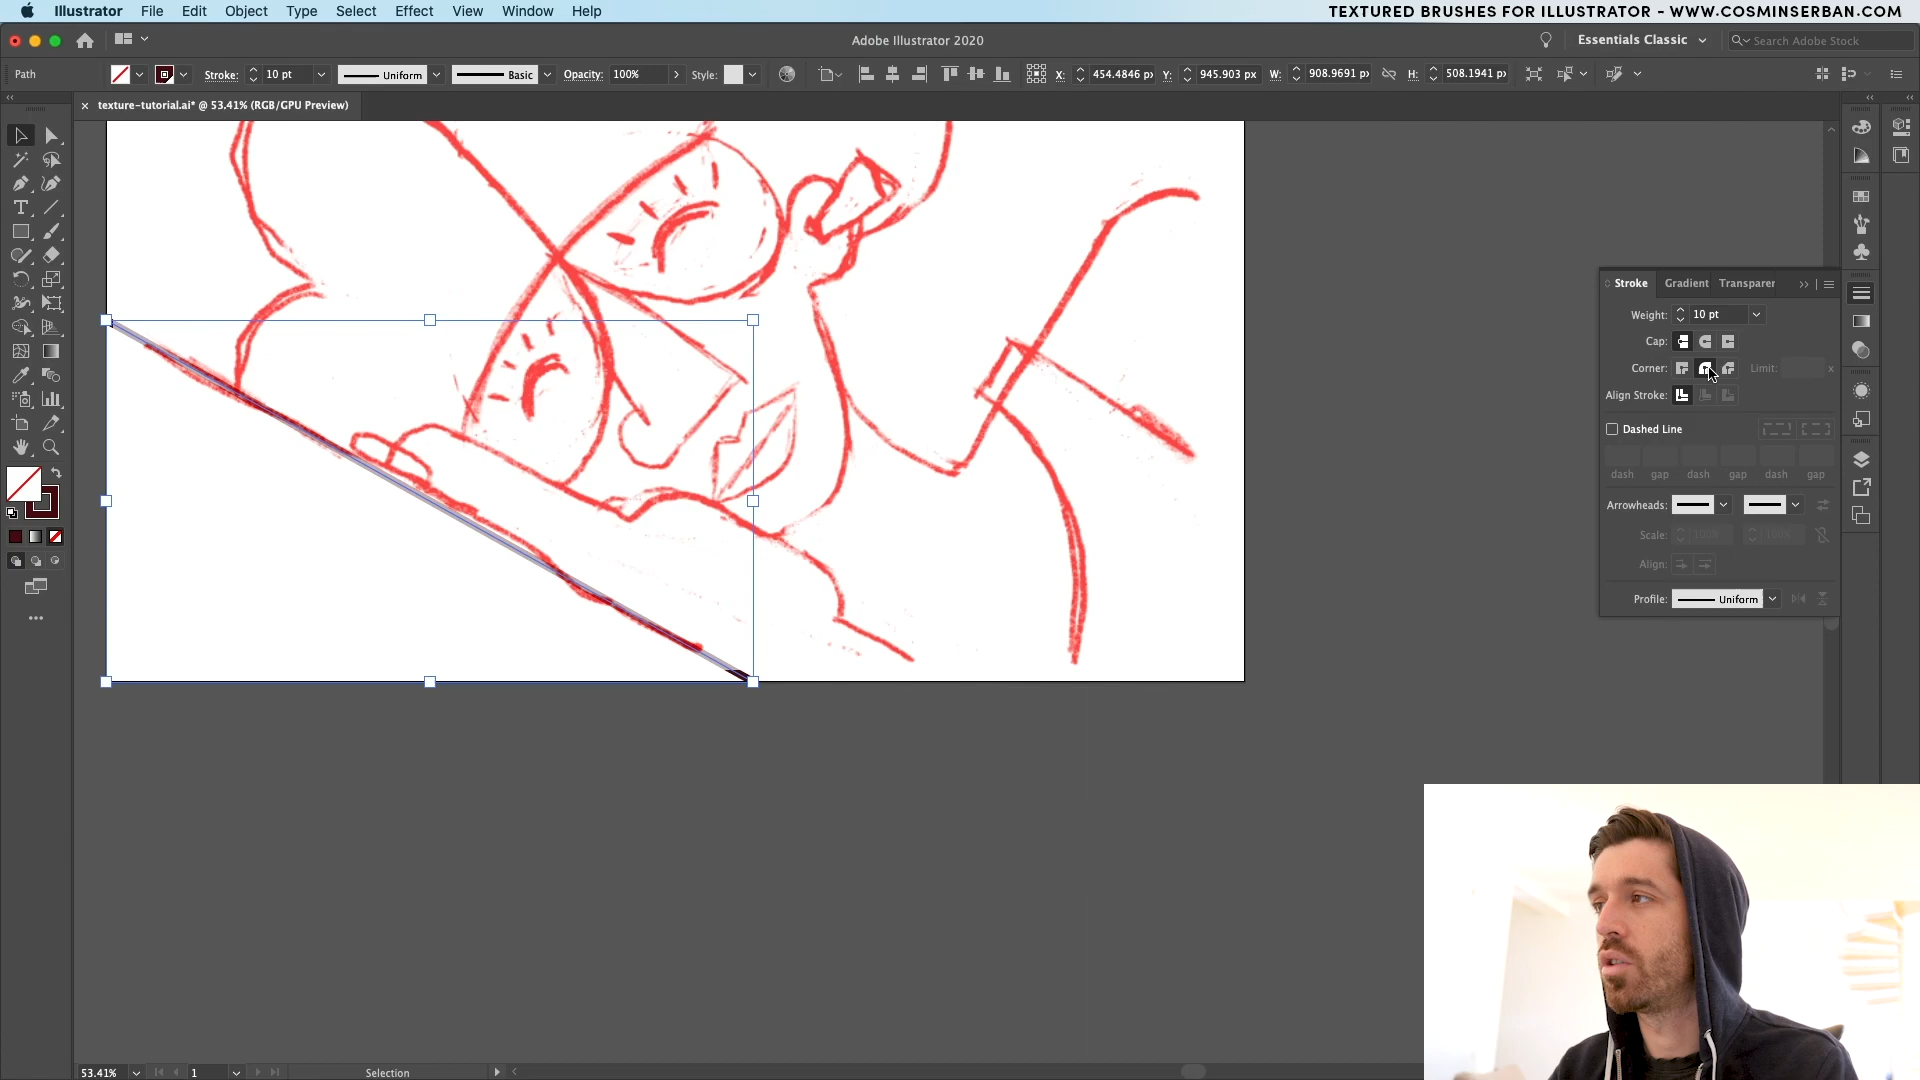 Illustrator File Edit Object Type Select Effect View Window Help
TEXTURED BRUSHES FOR ILLUSTRATOR - WWW.COSMINSERBAN.COM
Adobe Illustrator 2020
Essentials Classic
Search Adobe Stock
Path
Stroke: 10 pt
Uniform
Basic
Opacity: 100%
Style:
X: 454.4846 px
Y: 945.903 px
W: 908.9691 px
H: 508.1941 px
texture-tutorial.ai* @ 53.41% (RGB/GPU Preview)
Stroke Gradient Transparer
Weight: 10 pt
Cap:
Corner:
Limit: x
Align Stroke:
Dashed Line
dash gap dash gap dash gap
Arrowheads:
Scale: 100% 100%
Align:
Profile: Uniform
53.41% 1 Selection